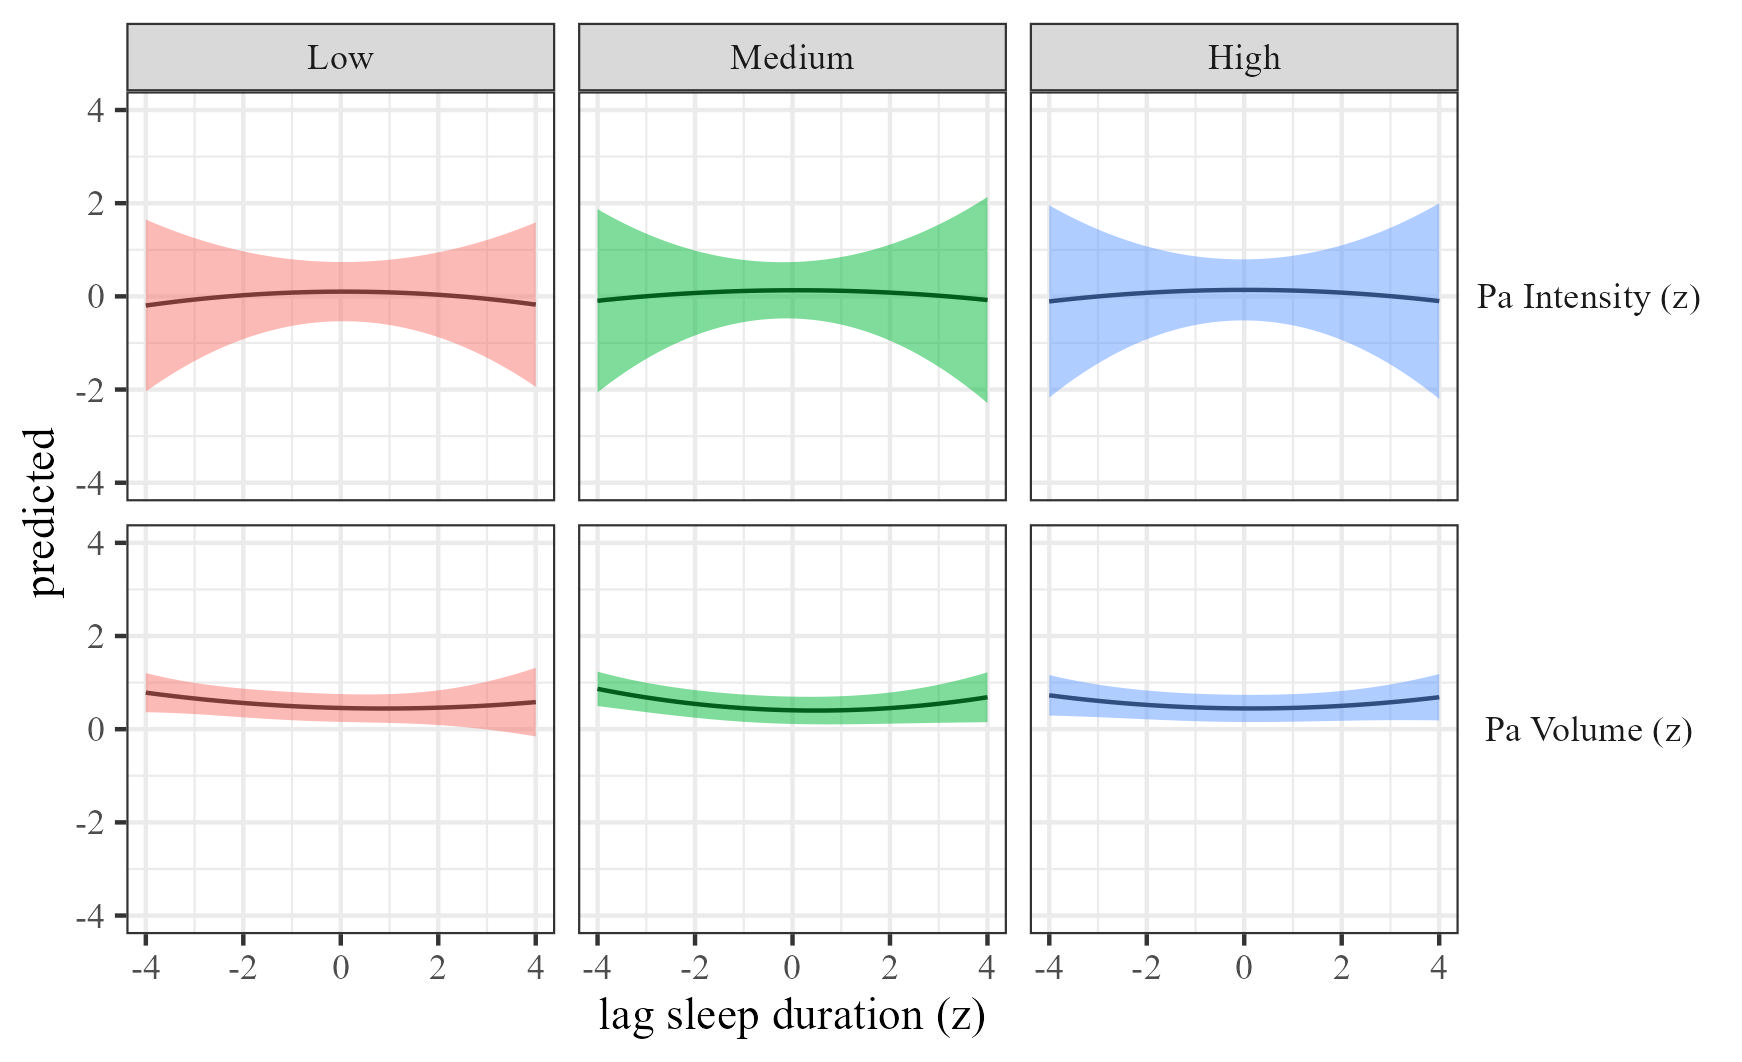 Low Medium High
4
2
0
-2
-4
Pa Intensity (z)
predicted
4
2
0
-2
-4
Pa Volume (z)
-4 -2 0 2 4 -4 -2 0 2 4 -4 -2 0 2 4
lag sleep duration (z)